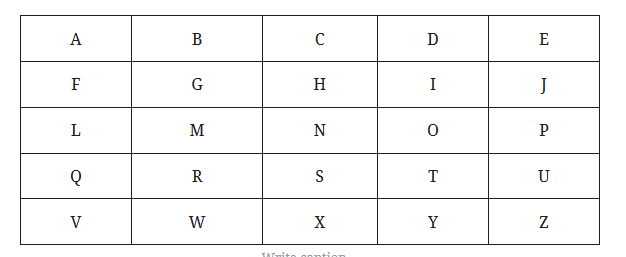 A B C D E
F G H I J
L M N O P
Q R S T U
V W X Y Z
Write caption